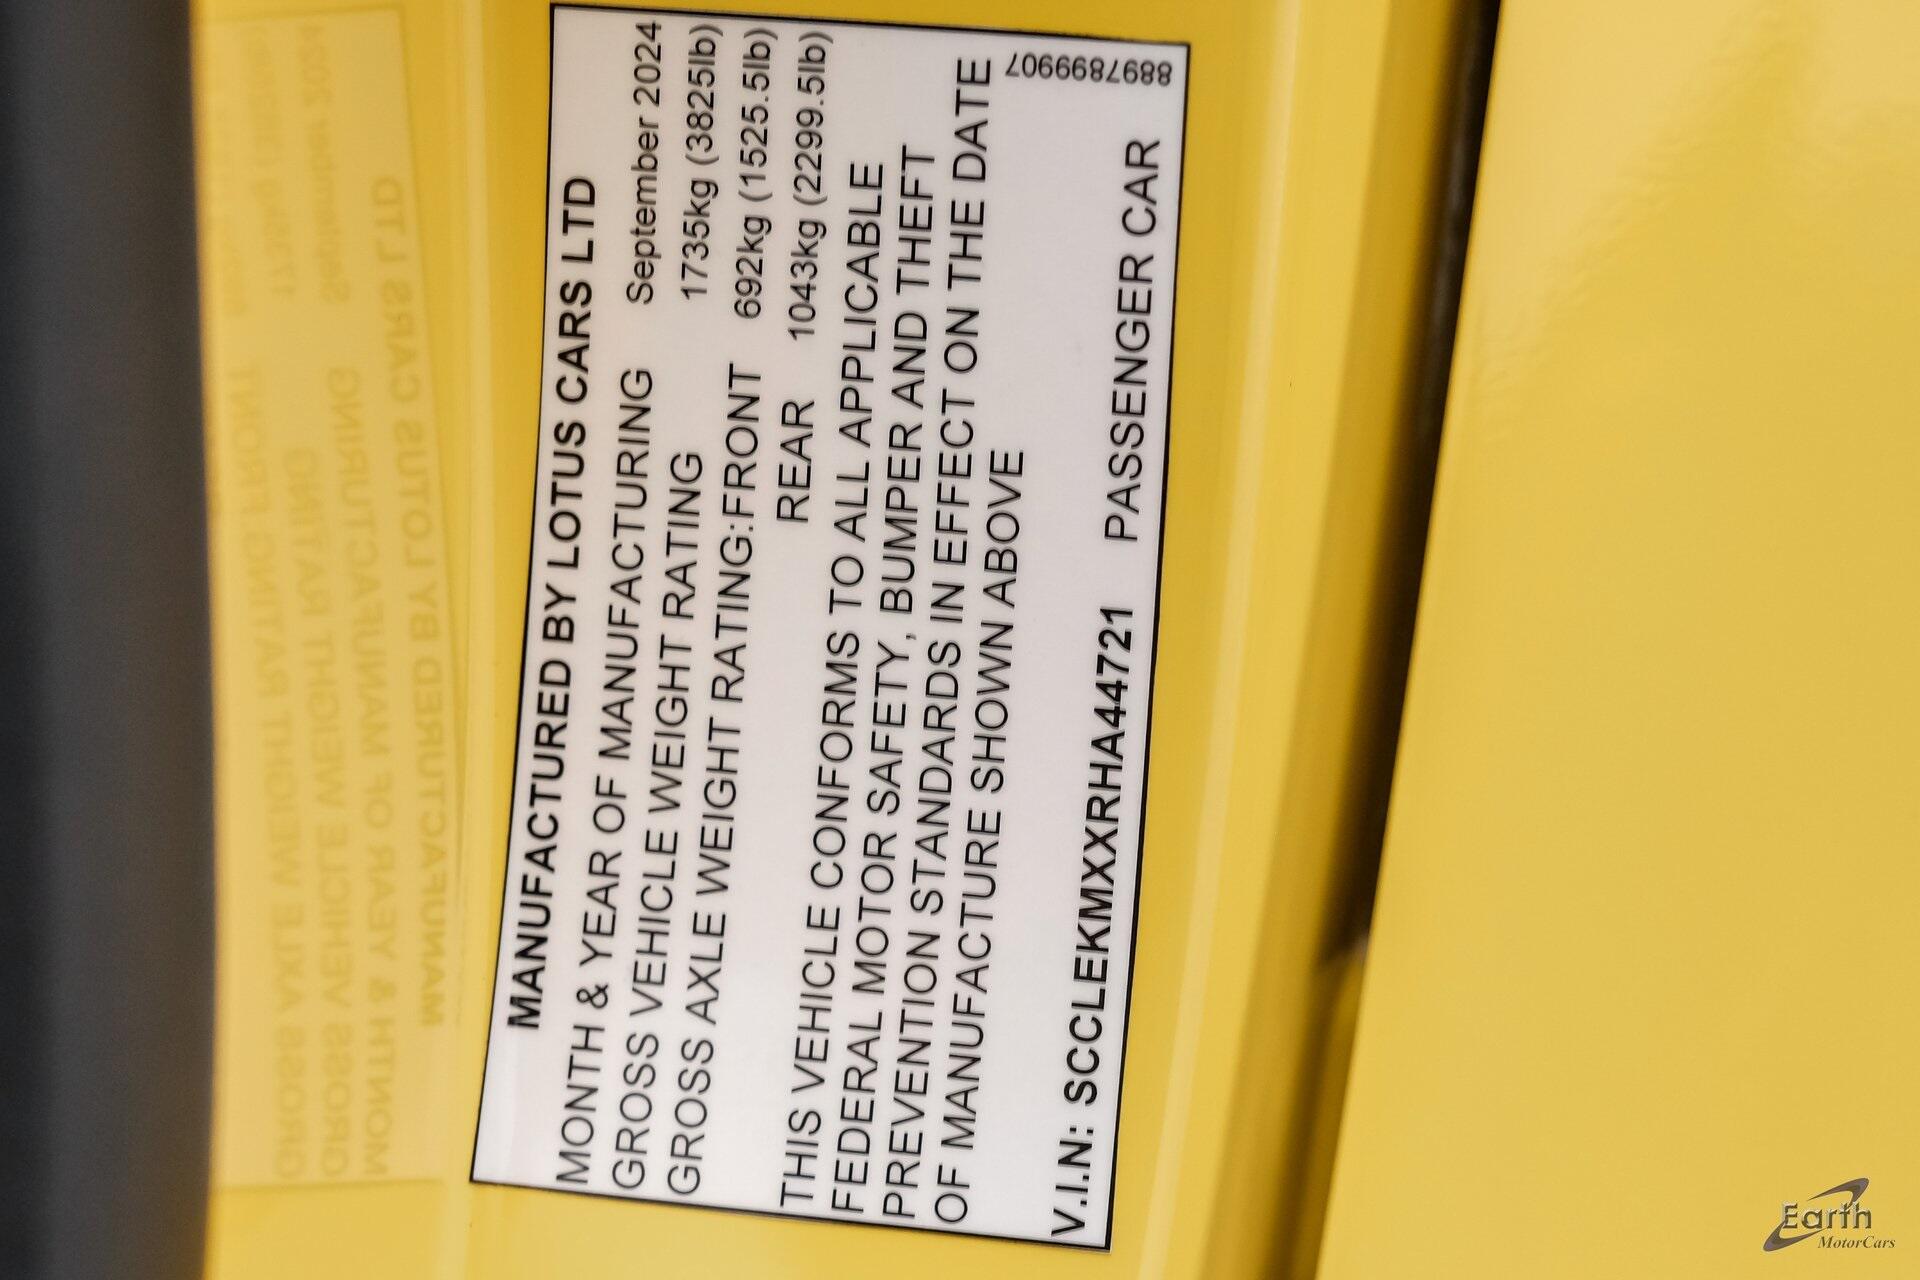 MANUFACTURED BY LOTUS CARS LTD
MONTH & YEAR OF MANUFACTURING September 2024
GROSS VEHICLE WEIGHT RATING 1735kg (3825lb)
GROSS AXLE WEIGHT RATING:FRONT 692kg (1525.5lb)
REAR 1043kg (2299.5lb)
THIS VEHICLE CONFORMS TO ALL APPLICABLE
FEDERAL MOTOR SAFETY, BUMPER AND THEFT
PREVENTION STANDARDS IN EFFECT ON THE DATE
OF MANUFACTURE SHOWN ABOVE
8897899907
V.I.N: SCCLEKMXXRHA44721 PASSENGER CAR
Earth
MotorCars